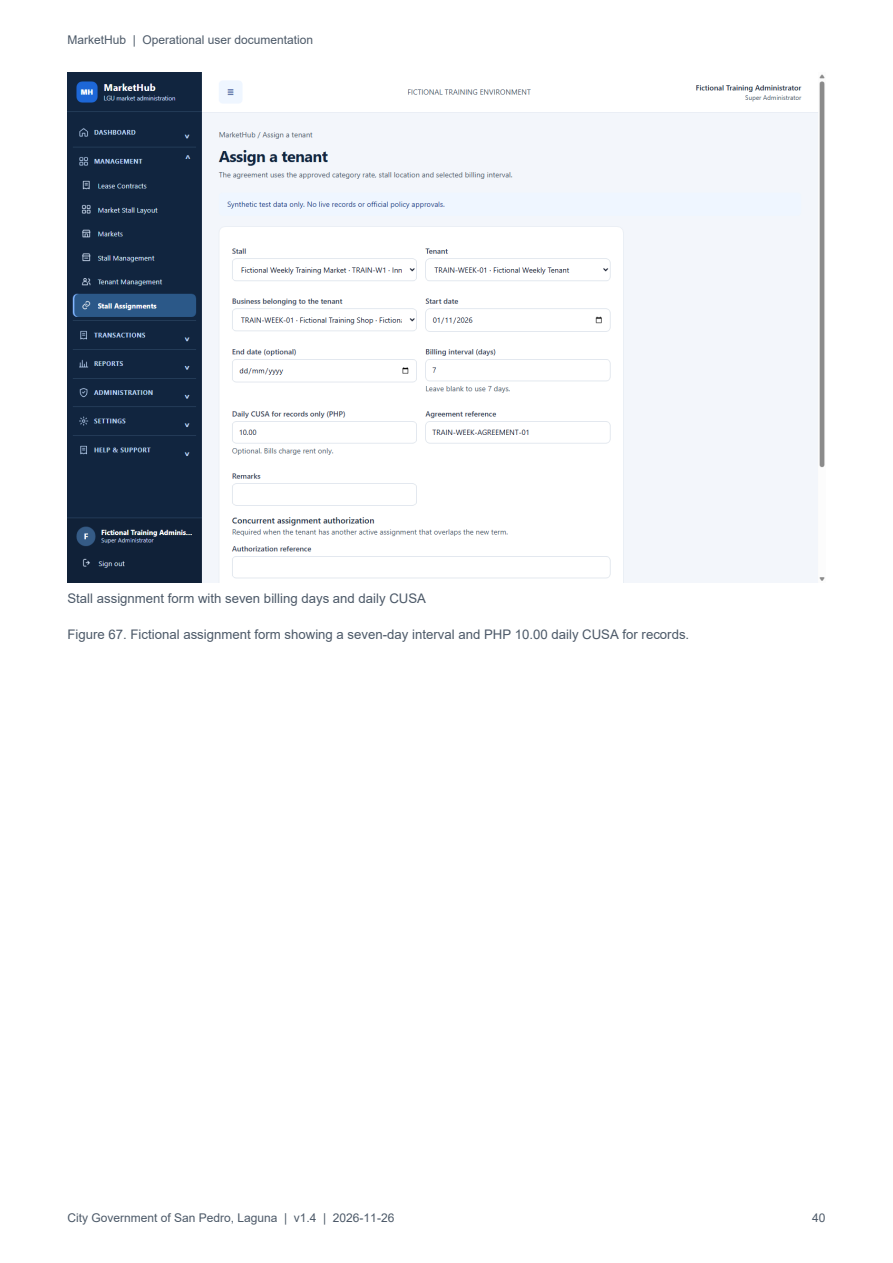 MarketHub | Operational user documentation
MH
MarketHub
LGU market administration
DASHBOARD
MANAGEMENT
Lease Contracts
Market Stall Layout
Markets
Stall Management
Tenant Management
Stall Assignments
TRANSACTIONS
REPORTS
ADMINISTRATION
SETTINGS
HELP & SUPPORT
F
Fictional Training Adminis...
Super Administrator
Sign out
FICTIONAL TRAINING ENVIRONMENT
Fictional Training Administrator
Super Administrator
MarketHub / Assign a tenant
Assign a tenant
The agreement uses the approved category rate, stall location and selected billing interval.
Synthetic test data only. No live records or official policy approvals.
Stall
Fictional Weekly Training Market - TRAIN-W1 - Inn
Tenant
TRAIN-WEEK-01 - Fictional Weekly Tenant
Business belonging to the tenant
TRAIN-WEEK-01 - Fictional Training Shop - Fiction
Start date
01/11/2026
End date (optional)
dd/mm/yyyy
Billing interval (days)
7
Leave blank to use 7 days.
Daily CUSA for records only (PHP)
10.00
Optional. Bills charge rent only.
Agreement reference
TRAIN-WEEK-AGREEMENT-01
Remarks
Concurrent assignment authorization
Required when the tenant has another active assignment that overlaps the new term.
Authorization reference
Stall assignment form with seven billing days and daily CUSA
Figure 67. Fictional assignment form showing a seven-day interval and PHP 10.00 daily CUSA for records.
City Government of San Pedro, Laguna | v1.4 | 2026-11-26
40